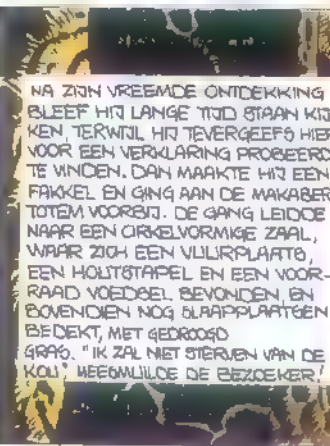 NA ZIJN VREEMDE ONTDEKKING
BLEEF HIJ LANGE TIJD STAAN KIJ
KEN, TERWIJL HIJ TEVERGEEFS HIER
VOOR EEN VERKLARING PROBEERDE
TE VINDEN. DAN MAAKTE HIJ EEN
FAKKEL EN GING AAN DE MAKABER
TOTEM VOORBIJ. DE GANG LEIDDE
NAAR EEN CIRKELVORMIGE ZAAL,
WAAR ZICH EEN VUURPLAATS,
EEN HOUTSTAPEL EN EEN VOOR-
RAAD VOEDSEL BEVONDEN, EN
BOVENDIEN NOG SLAAPPLAATSEN
BEDEKT, MET GEDROOGD
GRAS. "IK ZAL NIET STERVEN VAN DE
KOU", MEESMUILDE DE BEZOEKER!